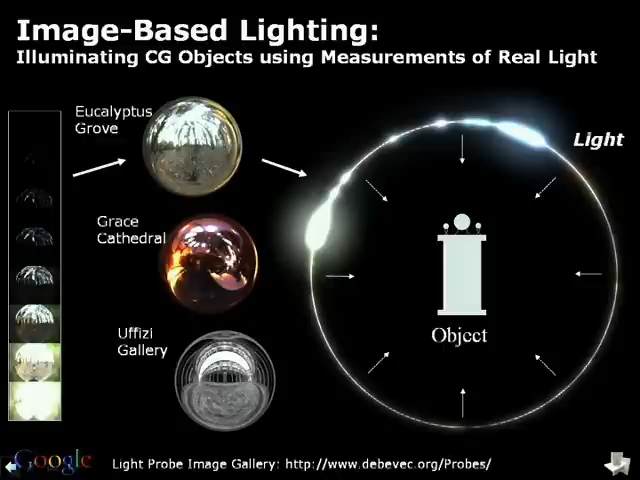 Image-Based Lighting:
Illuminating CG Objects using Measurements of Real Light
Eucalyptus
Grove
Light
Grace
Cathedral
Uffizi
Gallery
Object
Google
Light Probe Image Gallery: http://www.debevec.org/Probes/